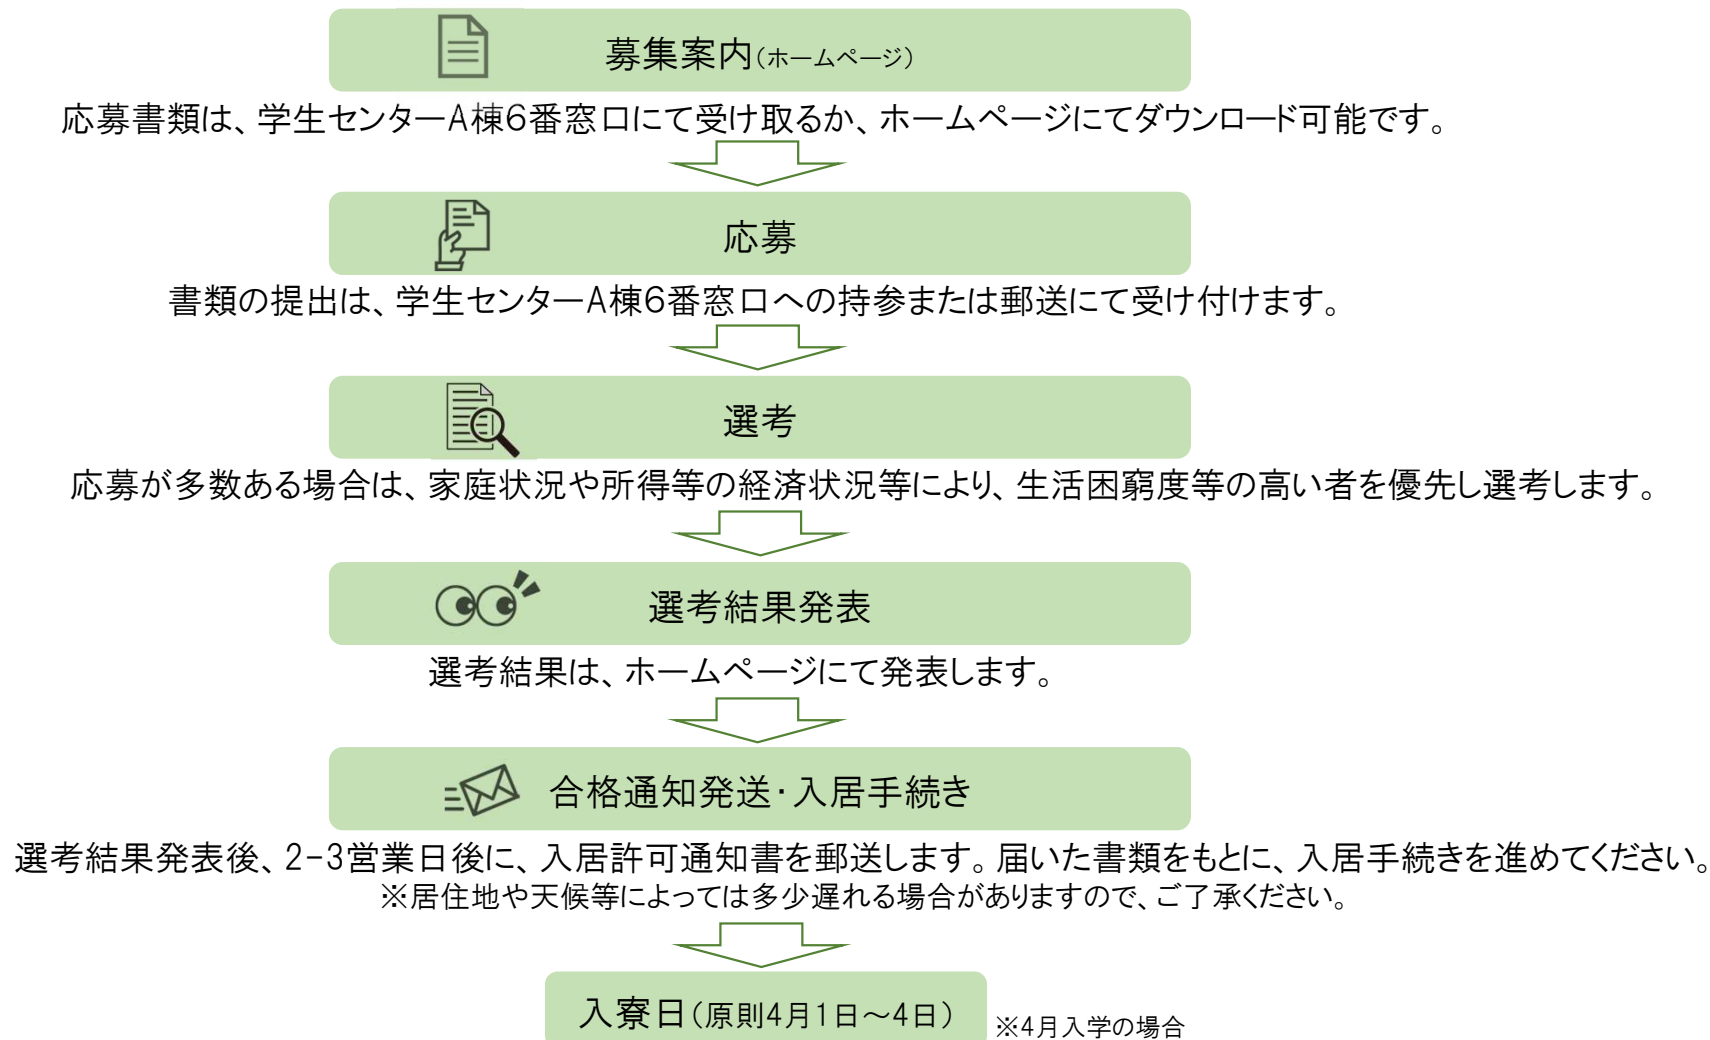 募集案内(ホームページ)
応募書類は、学生センターA棟6番窓口にて受け取るか、ホームページにてダウンロード可能です。
応募
書類の提出は、学生センターA棟6番窓口への持参または郵送にて受け付けます。
選考
応募が多数ある場合は、家庭状況や所得等の経済状況等により、生活困窮度等の高い者を優先し選考します。
選考結果発表
選考結果は、ホームページにて発表します。
合格通知発送・入居手続き
選考結果発表後、2-3営業日後に、入居許可通知書を郵送します。届いた書類をもとに、入居手続きを進めてください。
※居住地や天候等によっては多少遅れる場合がありますので、ご了承ください。
入寮日(原則4月1日～4日) ※4月入学の場合